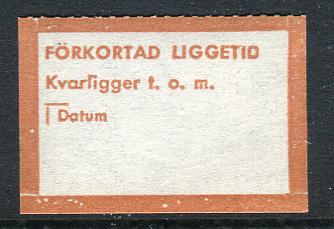 FÖRKORTAD LIGGETID
Kvarligger t. o. m.
Datum